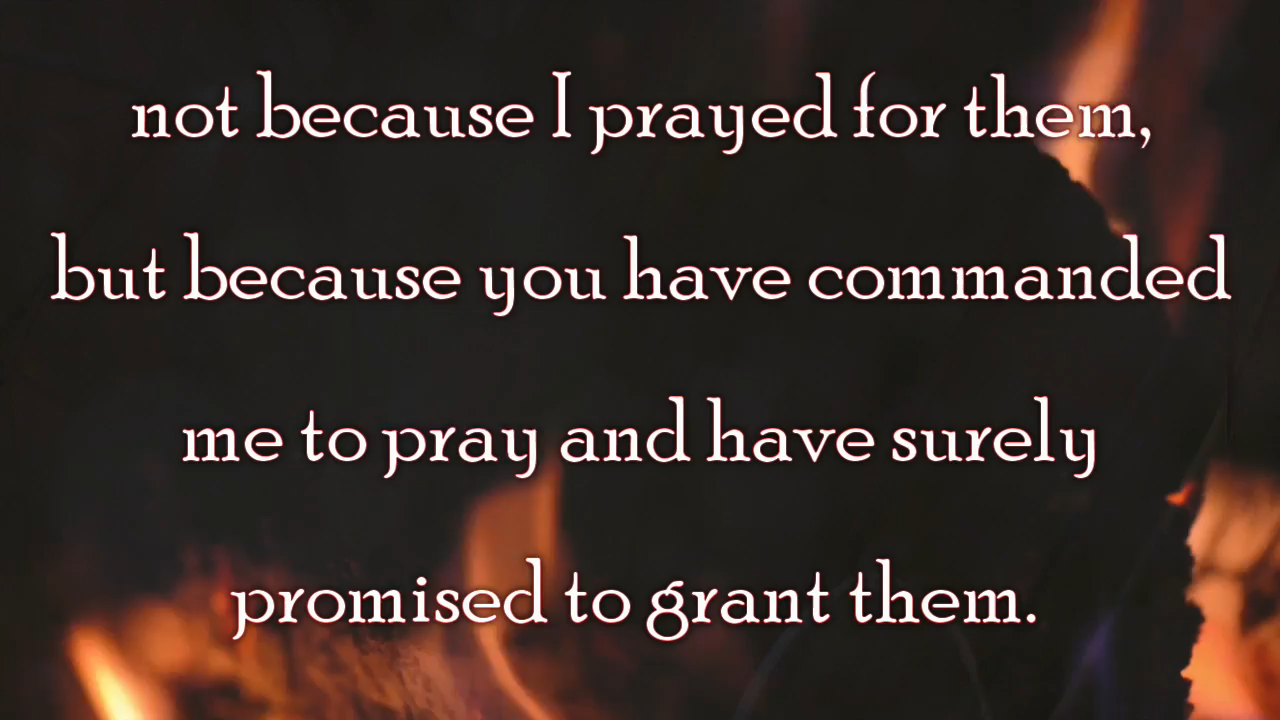 not because I prayed for them,
but because you have commanded
me to pray and have surely
promised to grant them.